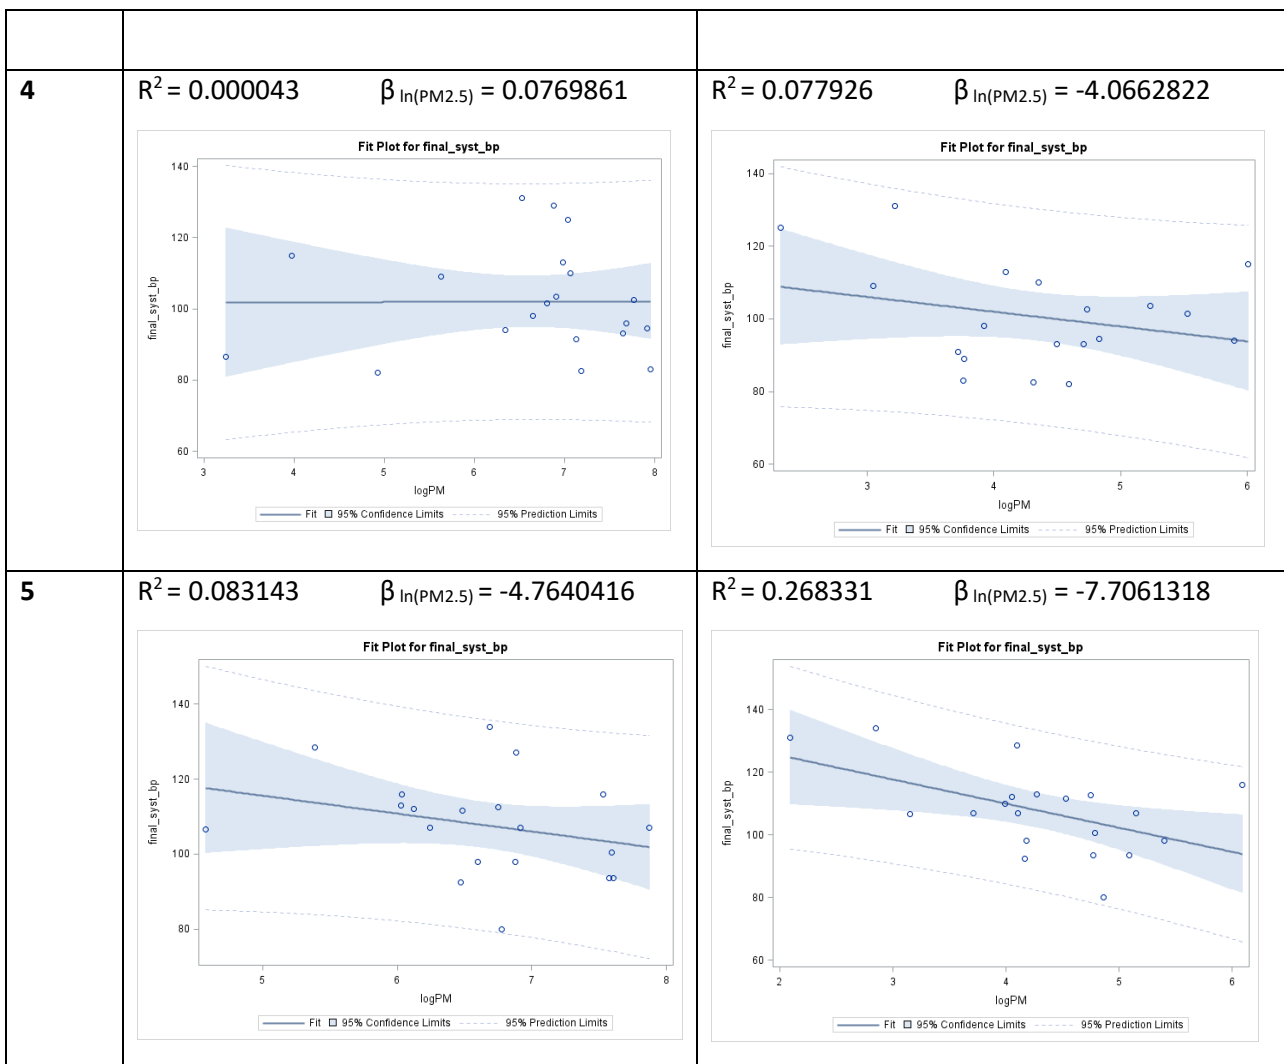 4
R2 = 0.000043 β ln(PM2.5) = 0.0769861
Fit Plot for final_syst_bp
140
120
100
80
60
final_syst_bp
3 4 5 6 7 8
logPM
Fit 95% Confidence Limits 95% Prediction Limits
R2 = 0.077926 β ln(PM2.5) = -4.0662822
Fit Plot for final_syst_bp
140
120
100
80
60
final_syst_bp
3 4 5 6
logPM
Fit 95% Confidence Limits 95% Prediction Limits
5
R2 = 0.083143 β ln(PM2.5) = -4.7640416
Fit Plot for final_syst_bp
140
120
100
80
final_syst_bp
5 6 7 8
logPM
Fit 95% Confidence Limits 95% Prediction Limits
R2 = 0.268331 β ln(PM2.5) = -7.7061318
Fit Plot for final_syst_bp
140
120
100
80
60
final_syst_bp
2 3 4 5 6
logPM
Fit 95% Confidence Limits 95% Prediction Limits